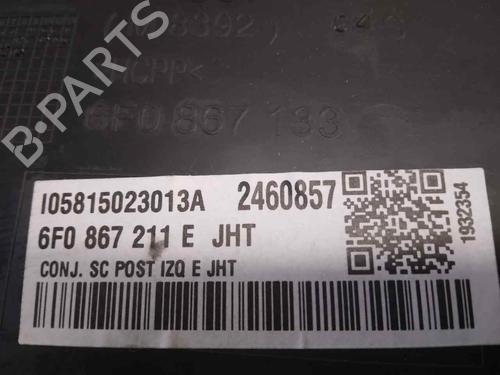 6F0 867 133
B-PARTS
I05815023013A 2460857
6F0 867 211 E JHT
CONJ. SC POST IZQ E JHT
1932354